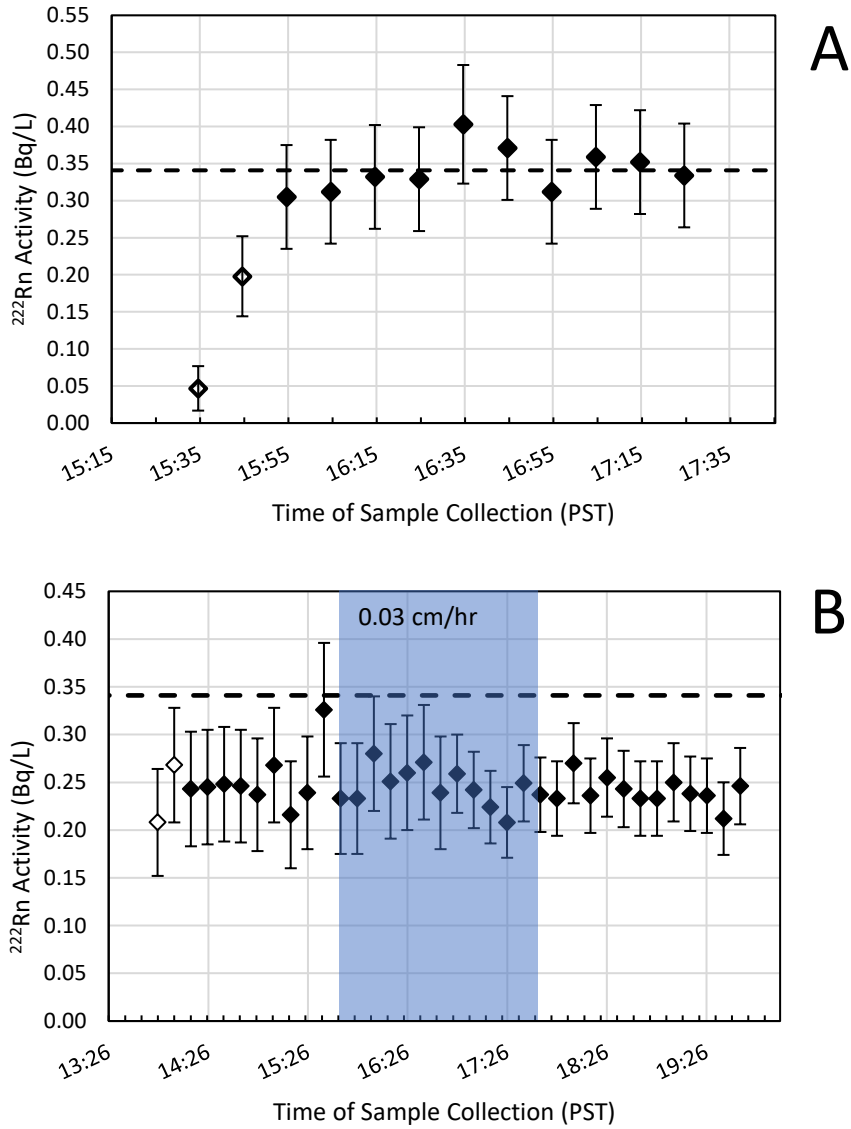 A
0.55
0.50
0.45
0.40
0.35
0.30
0.25
0.20
0.15
0.10
0.05
0.00
²²²Rn Activity (Bq/L)
15:15 15:35 15:55 16:15 16:35 16:55 17:15 17:35
Time of Sample Collection (PST)
B
0.03 cm/hr
0.45
0.40
0.35
0.30
0.25
0.20
0.15
0.10
0.05
0.00
²²²Rn Activity (Bq/L)
13:26 14:26 15:26 16:26 17:26 18:26 19:26
Time of Sample Collection (PST)